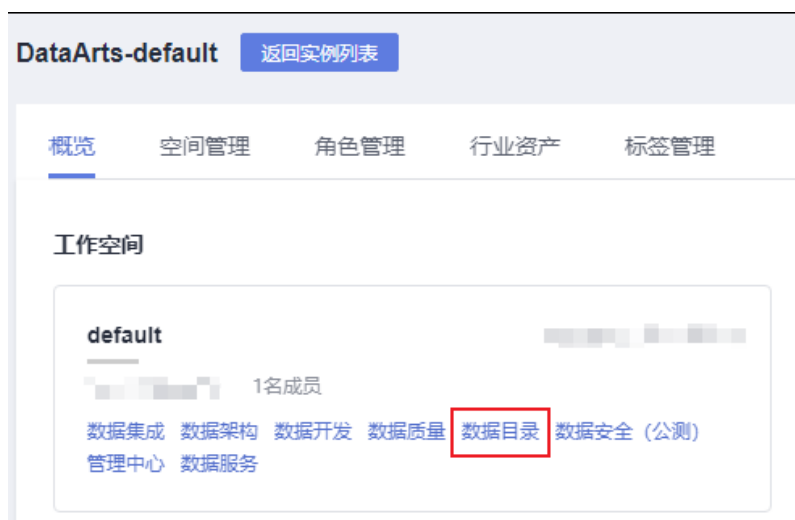 DataArts-default 返回实例列表
概览 空间管理 角色管理 行业资产 标签管理
工作空间
default
1名成员
数据集成 数据架构 数据开发 数据质量 数据目录 数据安全（公测）
管理中心 数据服务